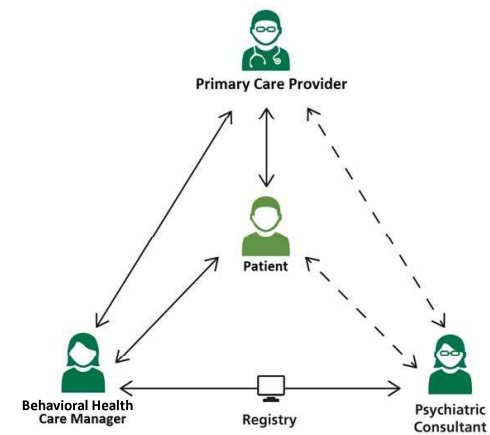 Primary Care Provider
Patient
Behavioral Health
Care Manager
Registry
Psychiatric
Consultant